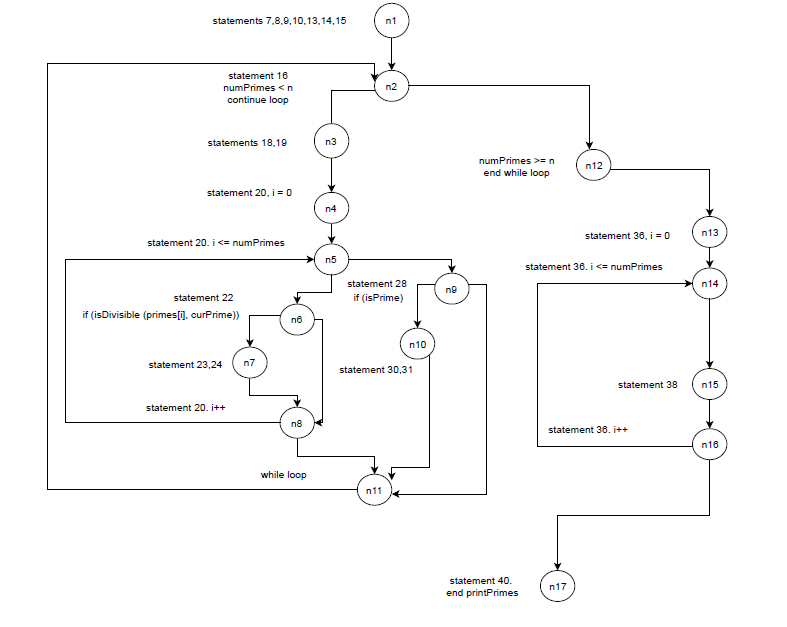 statements 7,8,9,10,13,14,15
n1
statement 16
numPrimes < n
continue loop
n2
statements 18,19
n3
numPrimes >= n
end while loop
n12
statement 20, i = 0
n4
statement 36, i = 0
n13
statement 20. i <= numPrimes
n5
statement 36. i <= numPrimes
n14
statement 28
if (isPrime)
n9
statement 22
if (isDivisible (primes[i], curPrime))
n6
n10
statement 23,24
n7
statement 30,31
statement 38
n15
statement 20. i++
n8
statement 36. i++
n16
while loop
n11
statement 40.
end printPrimes
n17